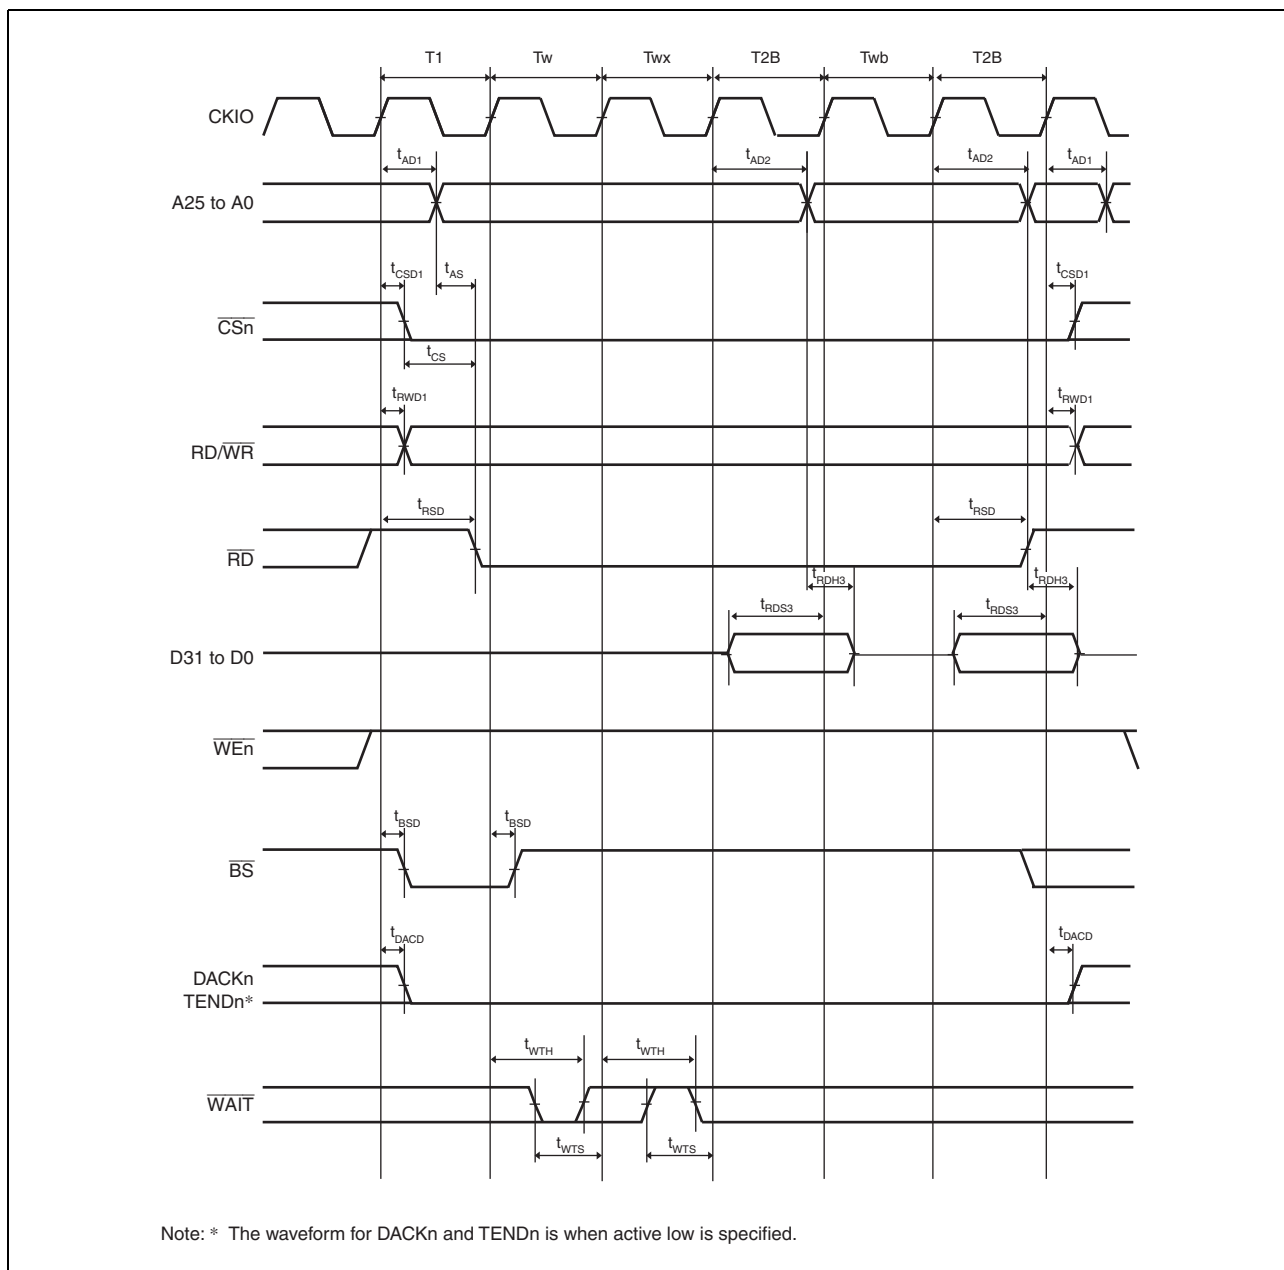 T1 Tw Twx T2B Twb T2B
CKIO
tAD1 tAD2 tAD2 tAD1
A25 to A0
tCSD1 tAS tCSD1
CSn
tCS
tRWD1 tRWD1
RD/WR
tRSD tRSD
RD
tRDH3 tRDH3
tRDS3 tRDS3
D31 to D0
WEn
tBSD tBSD
BS
tDACD tDACD
DACKn
TENDn*
tWTH tWTH
WAIT
tWTS tWTS
Note: * The waveform for DACKn and TENDn is when active low is specified.